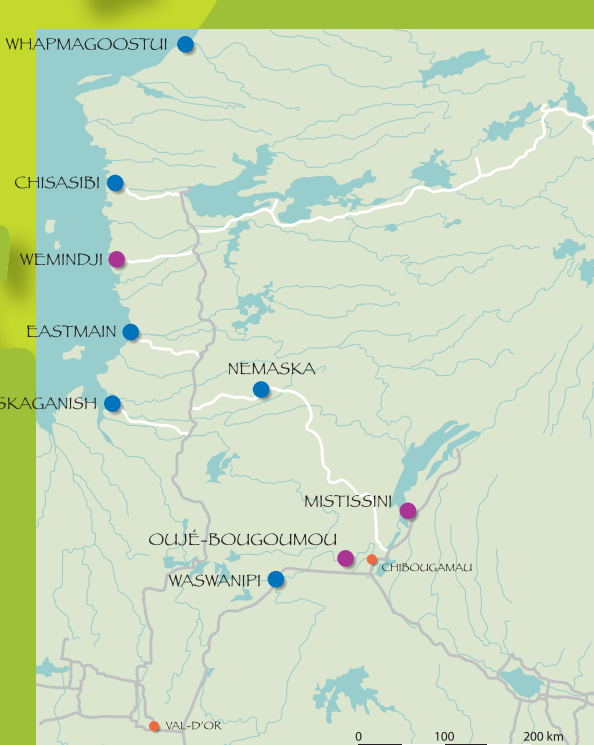 WHAPMAGOOSTUI
CHISASIBI
WEMINDJI
EASTMAIN
NEMASKA
SKAGANISH
MISTISSINI
OUJÉ-BOUGOUMOU
CHIBOUGAMAU
WASWANIPI
VAL-D'OR
0 100 200 km